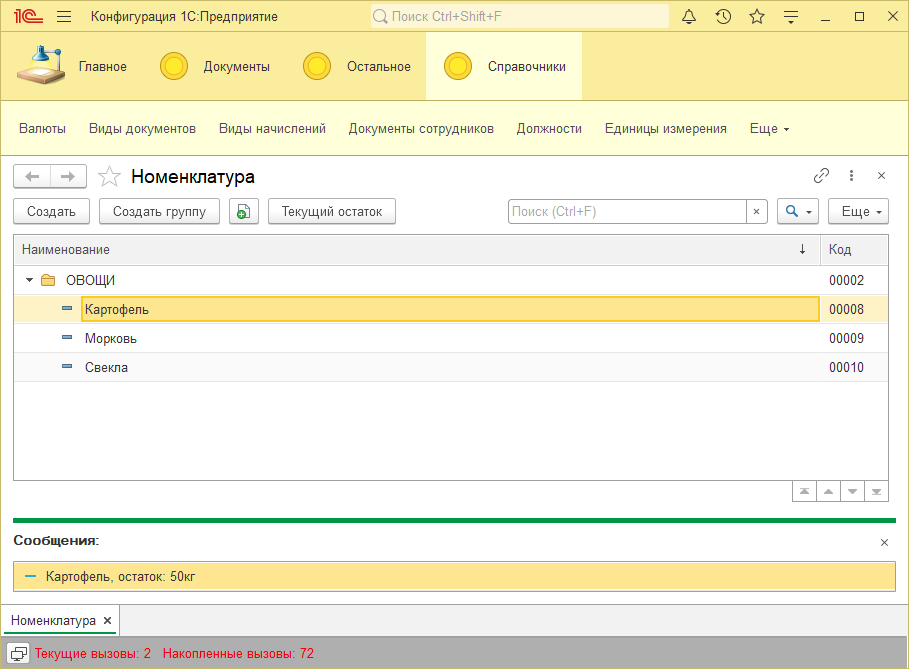 1С Конфигурация 1С:Предприятие Поиск Ctrl+Shift+F
Главное Документы Остальное Справочники
Валюты Виды документов Виды начислений Документы сотрудников Должности Единицы измерения Еще
Номенклатура
Создать Создать группу Текущий остаток Поиск (Ctrl+F) × Еще
Наименование ↓ Код
ОВОЩИ 00002
Картофель 00008
Морковь 00009
Свекла 00010
Сообщения:
Картофель, остаток: 50кг
Номенклатура ×
Текущие вызовы: 2 Накопленные вызовы: 72